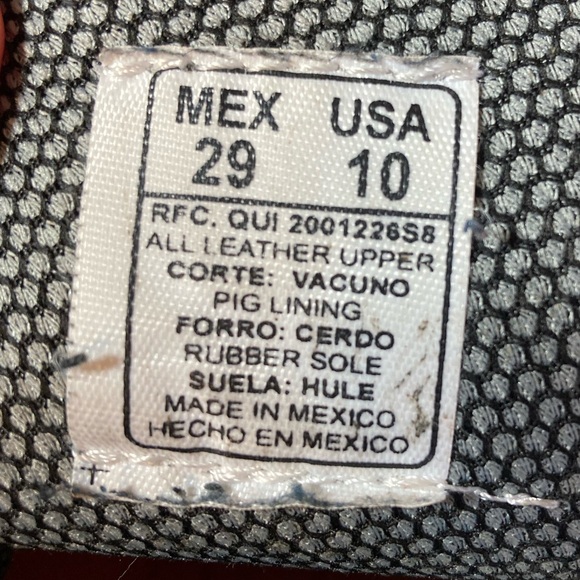 MEX USA
29 10
RFC. QUI 2001226S8
ALL LEATHER UPPER
CORTE: VACUNO
PIG LINING
FORRO: CERDO
RUBBER SOLE
SUELA: HULE
MADE IN MEXICO
HECHO EN MEXICO